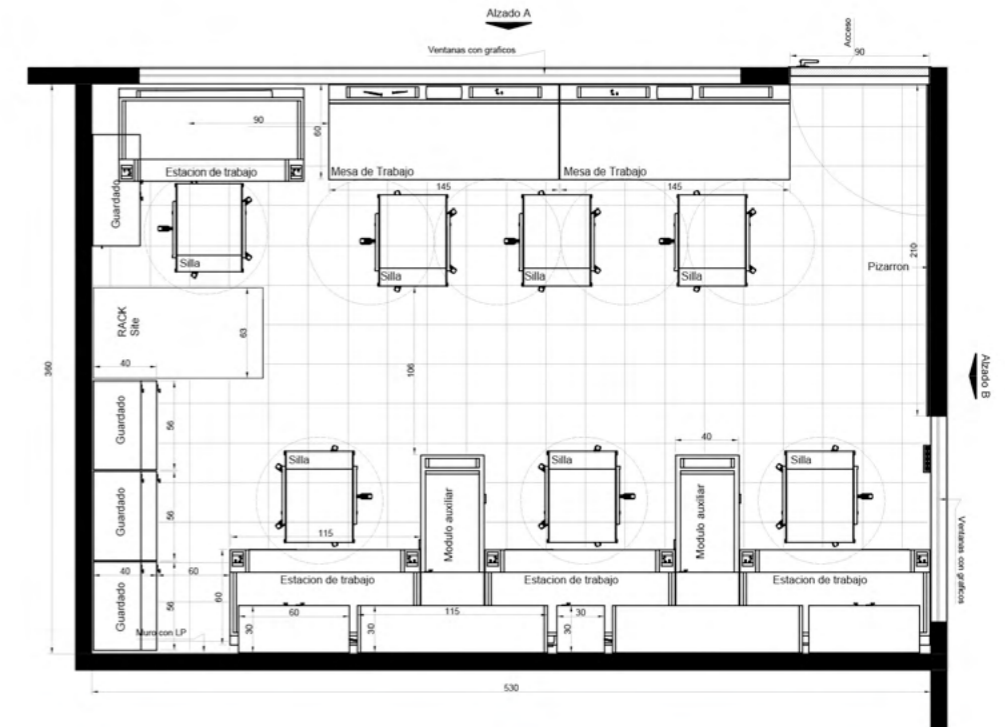 Alzado A
Ventanas con graficos
Acceso
90
90
60
Estacion de trabajo
Mesa de Trabajo
Mesa de Trabajo
145
145
Guardado
Silla
Silla
Silla
Silla
210
Pizarron
RACK
Site
63
40
360
106
Alzado B
Guardado
56
Silla
Silla
Silla
40
Guardado
56
Modulo auxiliar
Modulo auxiliar
115
Ventanas con graficos
40
60
Estacion de trabajo
Estacion de trabajo
Estacion de trabajo
Guardado
56
60
60
115
30
30
30
30
Muro con LP
530